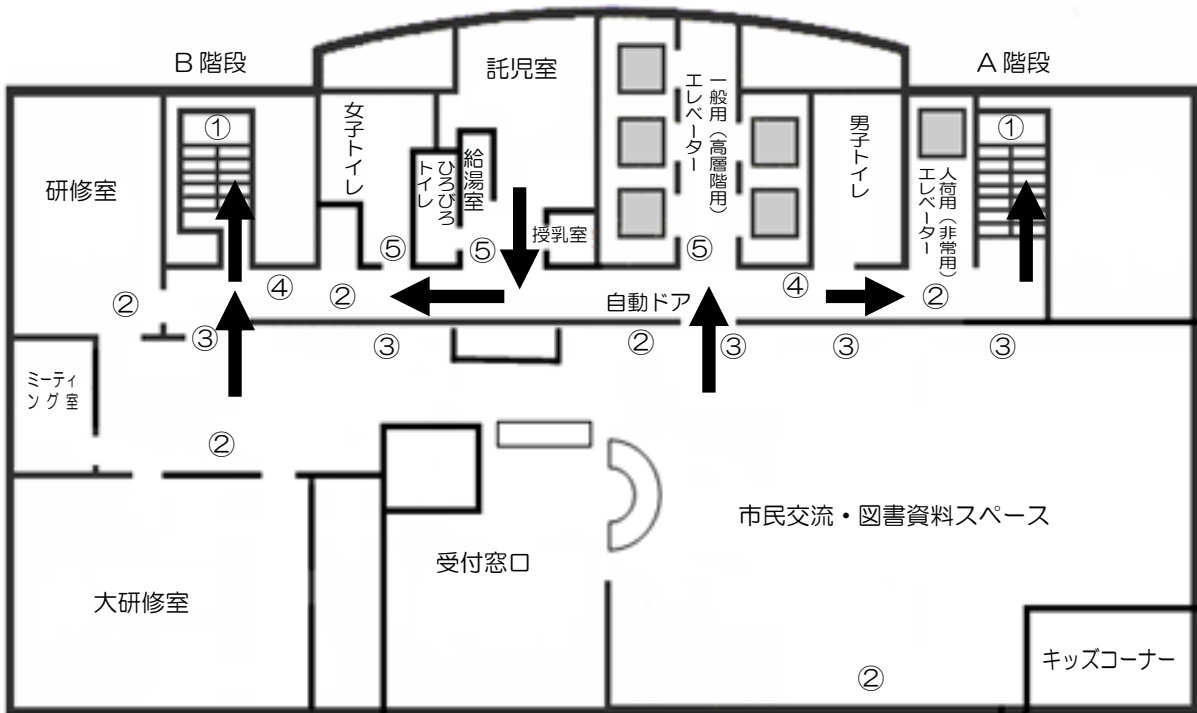 B階段
託児室
A階段
一般用（高層階用）
エレベーター
①
①
女子トイレ
男子トイレ
研修室
ひろびろ
トイレ
給湯室
人荷用（非常用）
エレベーター
授乳室
⑤
⑤
⑤
④
②
②
自動ドア
④
②
③
③
②
③
③
③
ミーティ
ング室
②
市民交流・図書資料スペース
受付窓口
大研修室
キッズコーナー
②